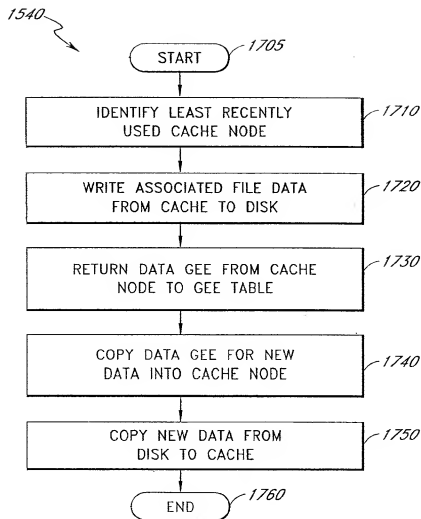 1540
START
1705
IDENTIFY LEAST RECENTLY
USED CACHE NODE
1710
WRITE ASSOCIATED FILE DATA
FROM CACHE TO DISK
1720
RETURN DATA GEE FROM CACHE
NODE TO GEE TABLE
1730
COPY DATA GEE FOR NEW
DATA INTO CACHE NODE
1740
COPY NEW DATA FROM
DISK TO CACHE
1750
END
1760